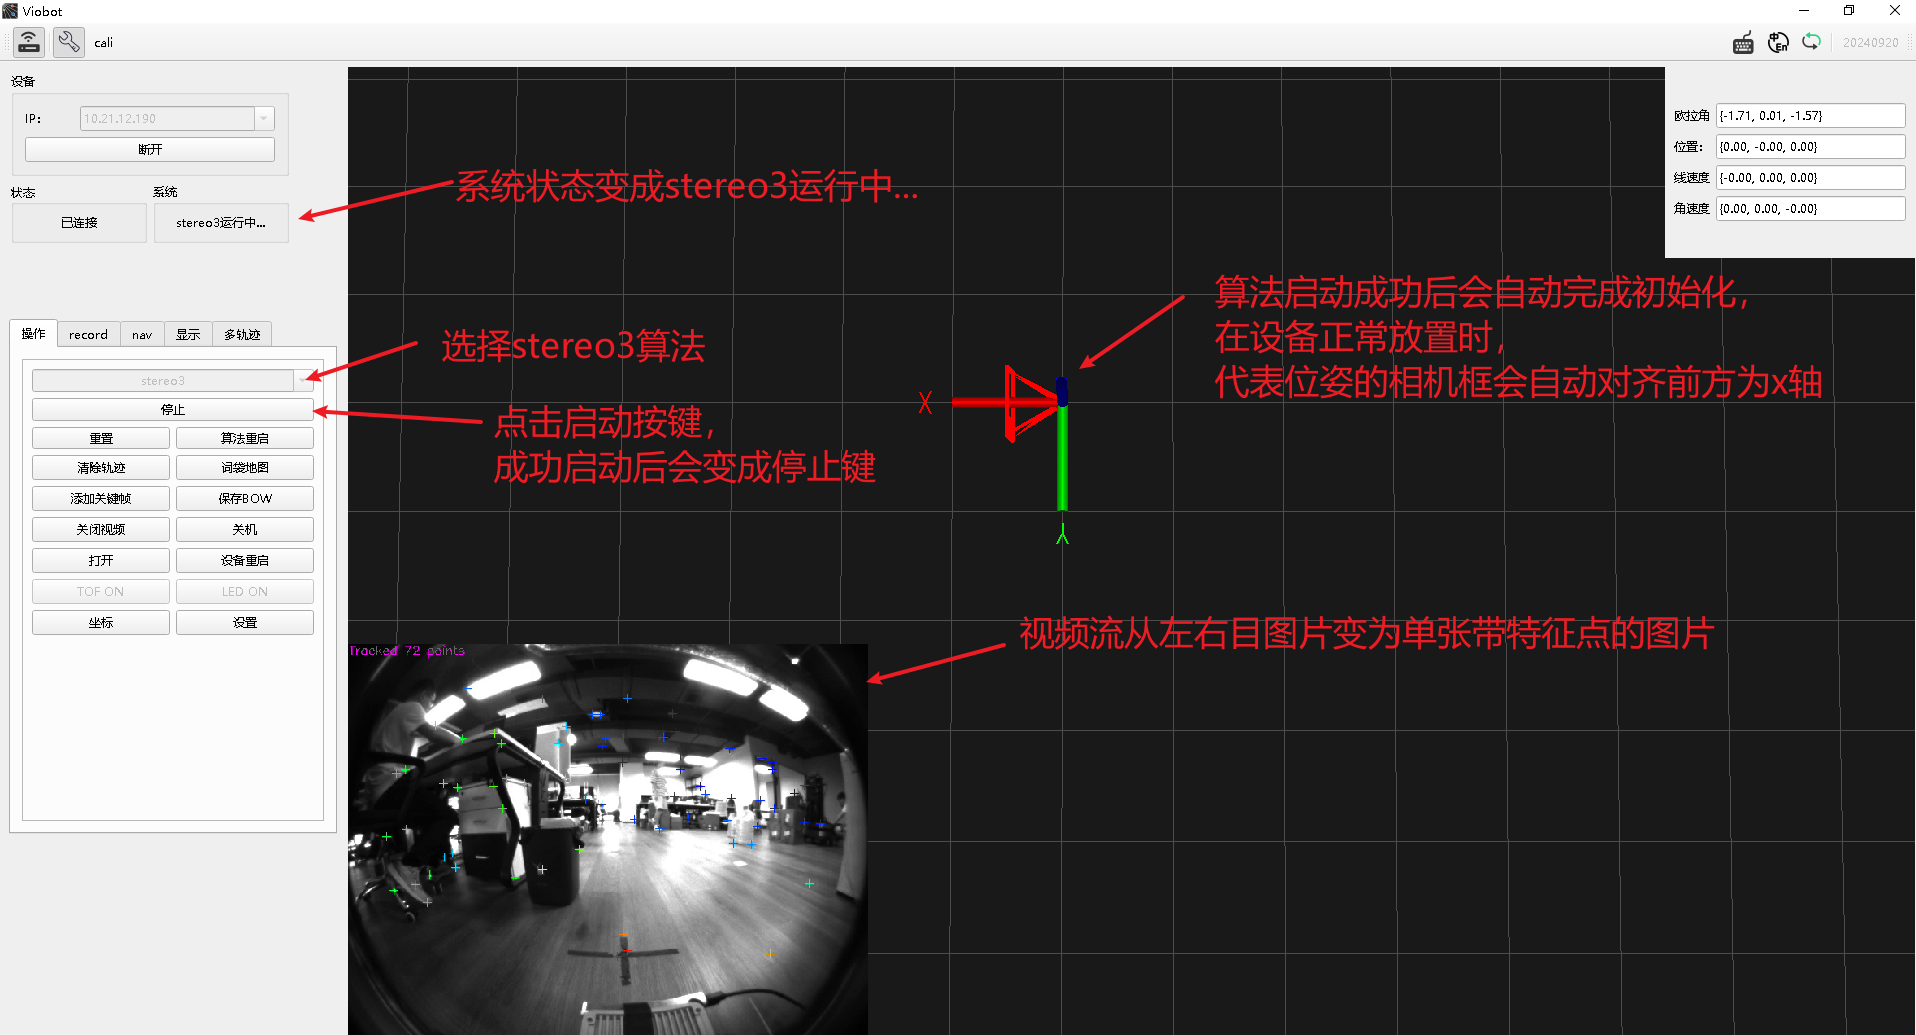 Viobot
cali
20240920
设备
IP:
10.21.12.190
断开
状态
系统
已连接
stereo3运行中...
系统状态变成stereo3运行中...
欧拉角
{-1.71, 0.01, -1.57}
位置:
{0.00, -0.00, 0.00}
线速度
{-0.00, 0.00, 0.00}
角速度
{0.00, 0.00, -0.00}
算法启动成功后会自动完成初始化，
在设备正常放置时，
代表位姿的相机框会自动对齐前方为x轴
操作
record
nav
显示
多轨迹
选择stereo3算法
stereo3
停止
点击启动按键，
成功启动后会变成停止键
重置
算法重启
清除轨迹
词袋地图
添加关键帧
保存BOW
关闭视频
关机
打开
设备重启
TOF ON
LED ON
坐标
设置
X
Y
视频流从左右目图片变为单张带特征点的图片
Tracked 72 points